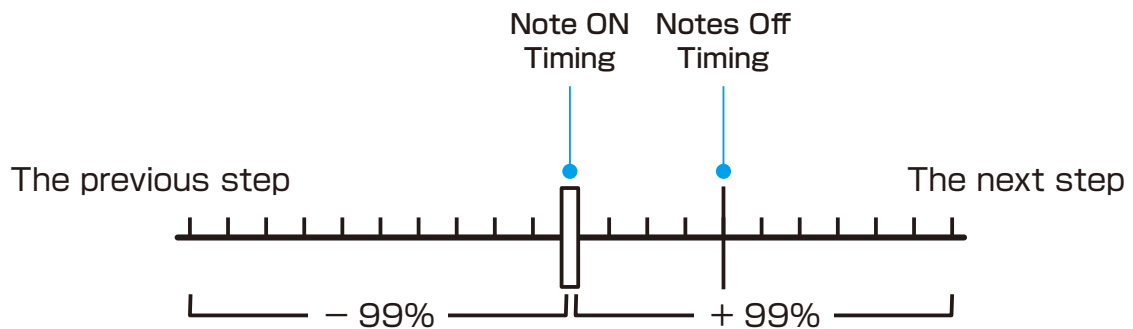 Note ON
Timing
Notes Off
Timing
The previous step
The next step
− 99%
+ 99%